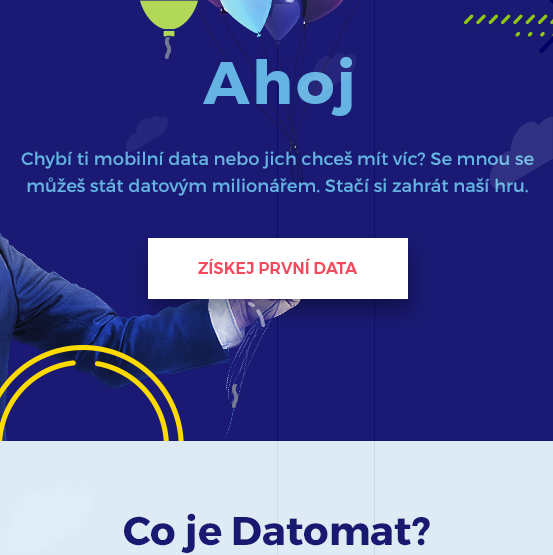 Ahoj
Chybí ti mobilní data nebo jich chceš mít víc? Se mnou se
můžeš stát datovým milionářem. Stačí si zahrát naší hru.
ZÍSKEJ PRVNÍ DATA
Co je Datomat?